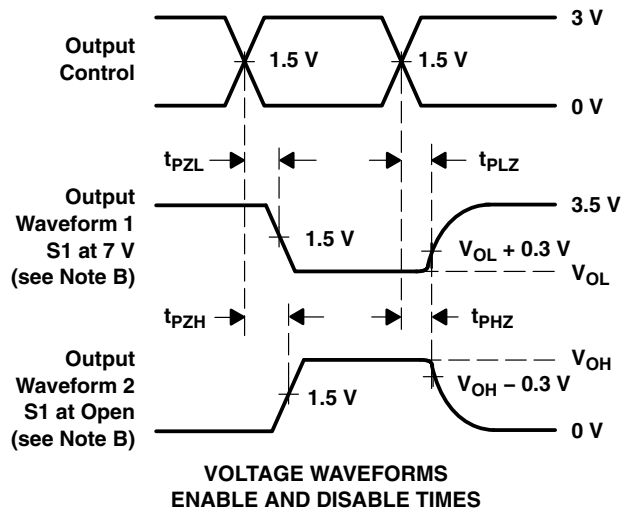 Output
Control
3 V
1.5 V
1.5 V
0 V
tPZL
tPLZ
Output
Waveform 1
S1 at 7 V
(see Note B)
3.5 V
1.5 V
VOL + 0.3 V
VOL
tPZH
tPHZ
Output
Waveform 2
S1 at Open
(see Note B)
VOH
1.5 V
VOH − 0.3 V
0 V
VOLTAGE WAVEFORMS
ENABLE AND DISABLE TIMES